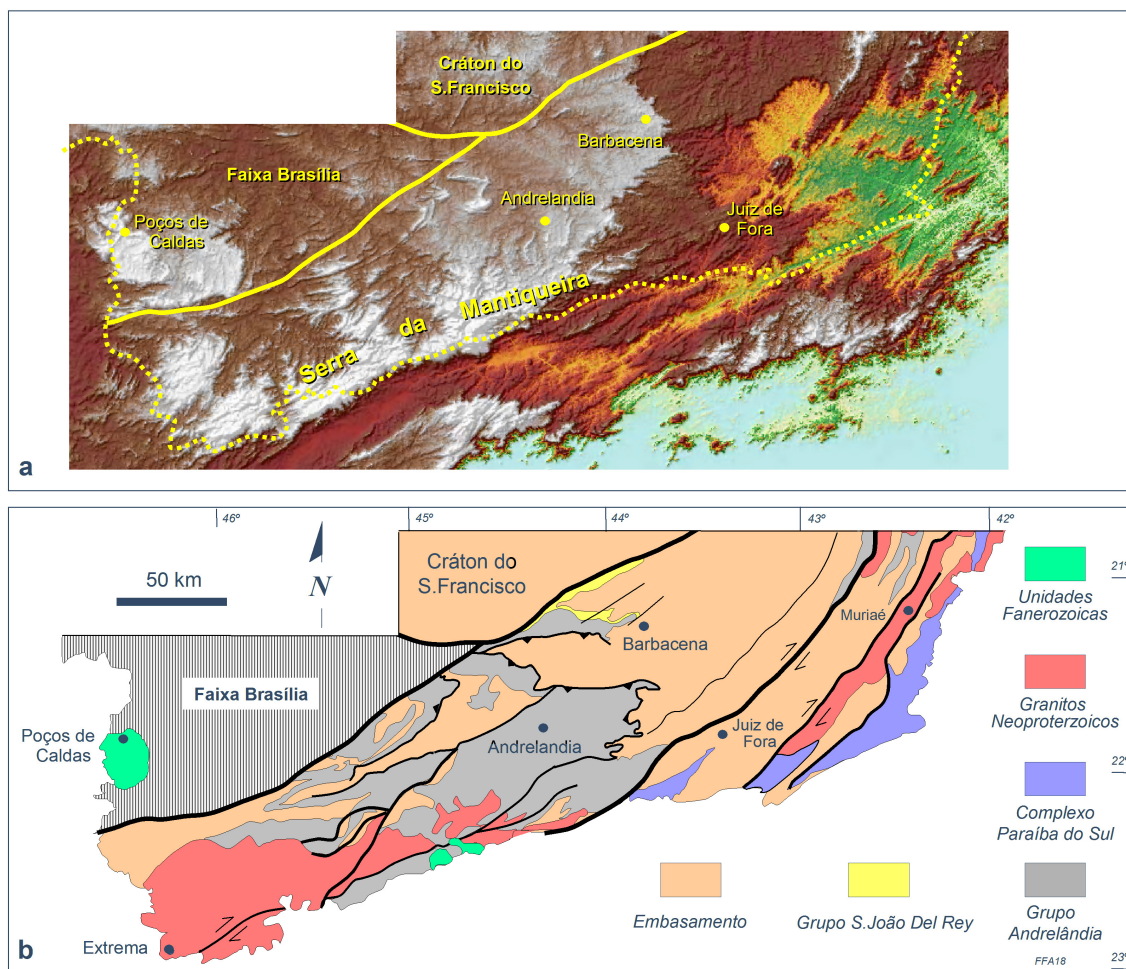 Cráton do
S.Francisco
Barbacena
Faixa Brasília
Andrelandia
Poços de
Caldas
Juíz de
Fora
Serra da Mantiqueira
a
46º
45º
44º
43º
42º
50 km
N
Cráton do
S.Francisco
21º
Unidades
Fanerozoicas
Muriaé
Barbacena
Faixa Brasília
Granitos
Neoproterzoicos
Poços de
Caldas
Andrelandia
Juiz de
Fora
22º
Complexo
Paraíba do Sul
Embasamento
Grupo S.João Del Rey
Grupo
Andrelândia
Extrema
b
FFA18
23º